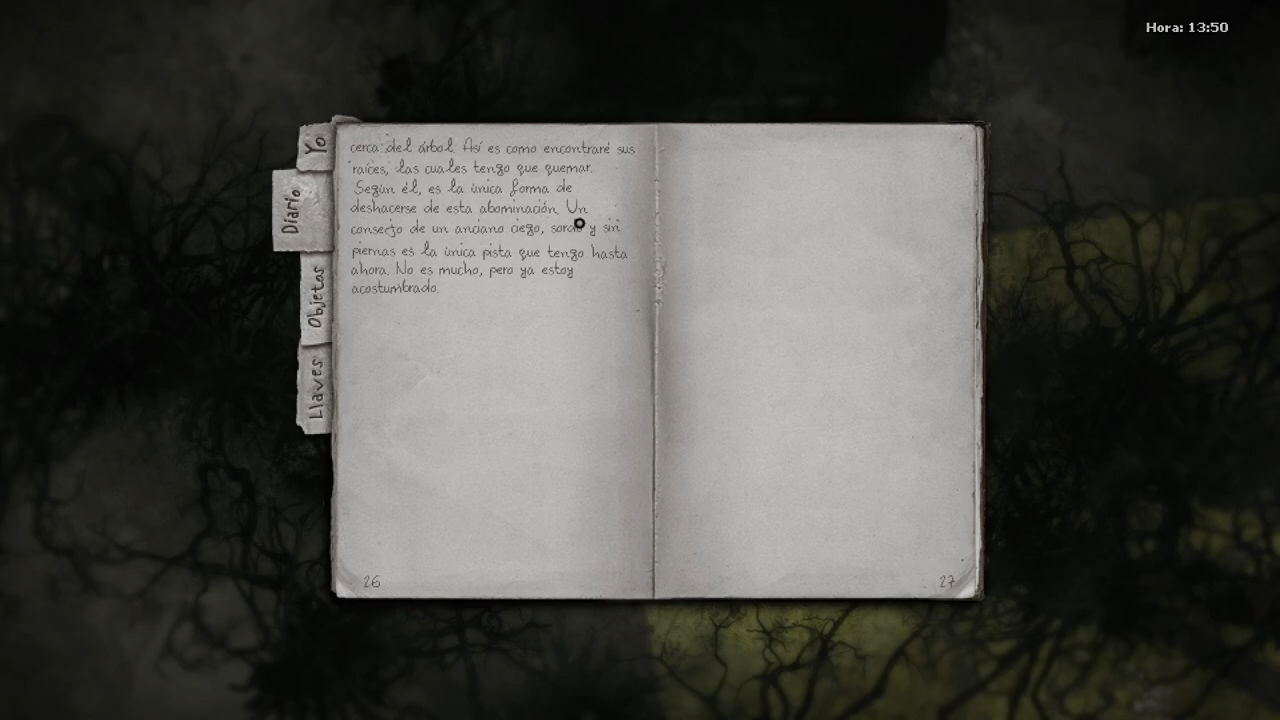 Hora: 13:50
Yo
Diario
Objetos
Llaves
cerca del árbol. Así es como encontraré sus
raíces, las cuales tengo que quemar.
Según él, es la única forma de
deshacerse de esta abominación. Un
consejo de un anciano ciego, sordo y sin
piernas es la única pista que tengo hasta
ahora. No es mucho, pero ya estoy
acostumbrado.
26
27